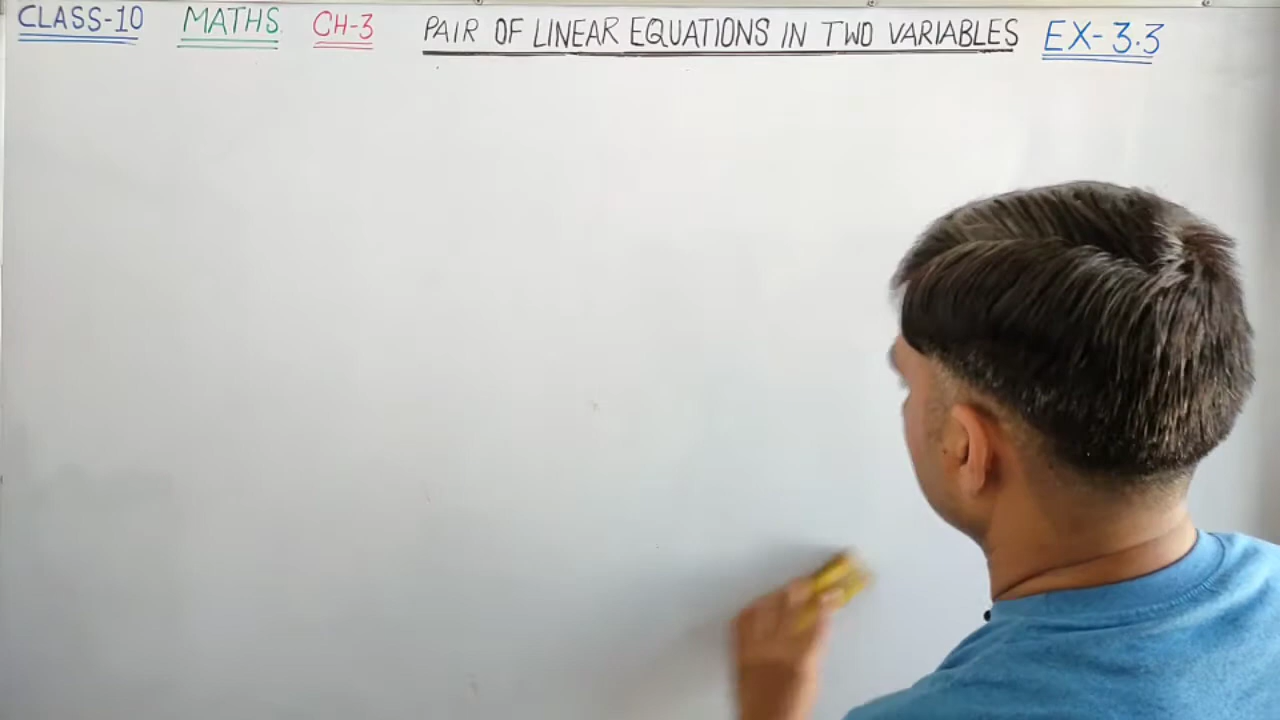 CLASS-10 MATHS. CH-3 PAIR OF LINEAR EQUATIONS IN TWO VARIABLES EX-3.3